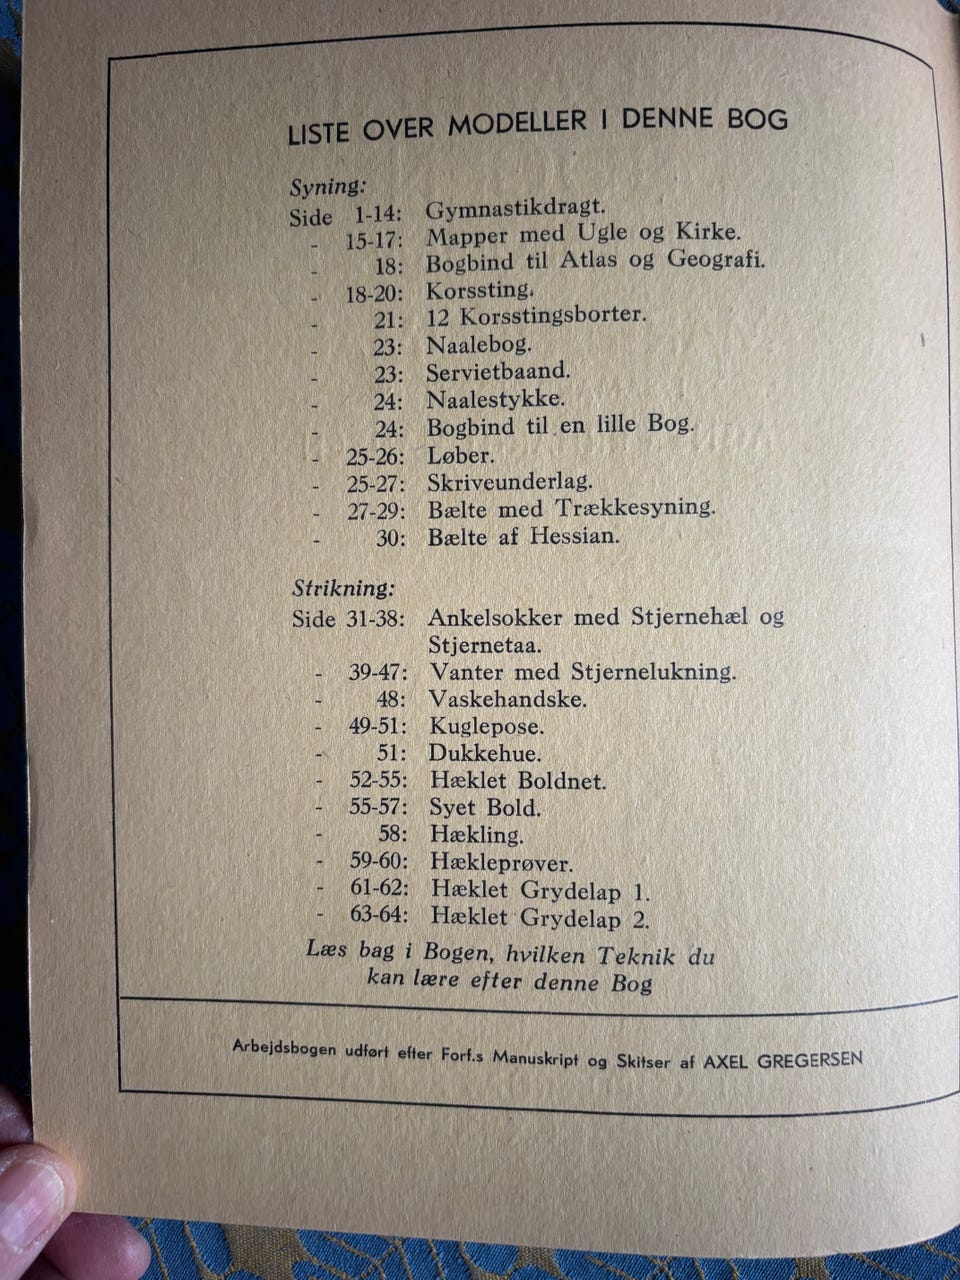 LISTE OVER MODELLER I DENNE BOG
Syning:
Side 1-14: Gymnastikdragt.
- 15-17: Mapper med Ugle og Kirke.
- 18: Bogbind til Atlas og Geografi.
- 18-20: Korssting.
- 21: 12 Korsstingsborter.
- 23: Naalebog.
- 23: Servietbaand.
- 24: Naalestykke.
- 24: Bogbind til en lille Bog.
- 25-26: Løber.
- 25-27: Skriveunderlag.
- 27-29: Bælte med Trækkesyning.
- 30: Bælte af Hessian.
Strikning:
Side 31-38: Ankelsokker med Stjernehæl og
Stjernetaa.
- 39-47: Vanter med Stjernelukning.
- 48: Vaskehandske.
- 49-51: Kuglepose.
- 51: Dukkehue.
- 52-55: Hæklet Boldnet.
- 55-57: Syet Bold.
- 58: Hækling.
- 59-60: Hækleprøver.
- 61-62: Hæklet Grydelap 1.
- 63-64: Hæklet Grydelap 2.
Læs bag i Bogen, hvilken Teknik du
kan lære efter denne Bog
Arbejdsbogen udført efter Forf.s Manuskript og Skitser af AXEL GREGERSEN